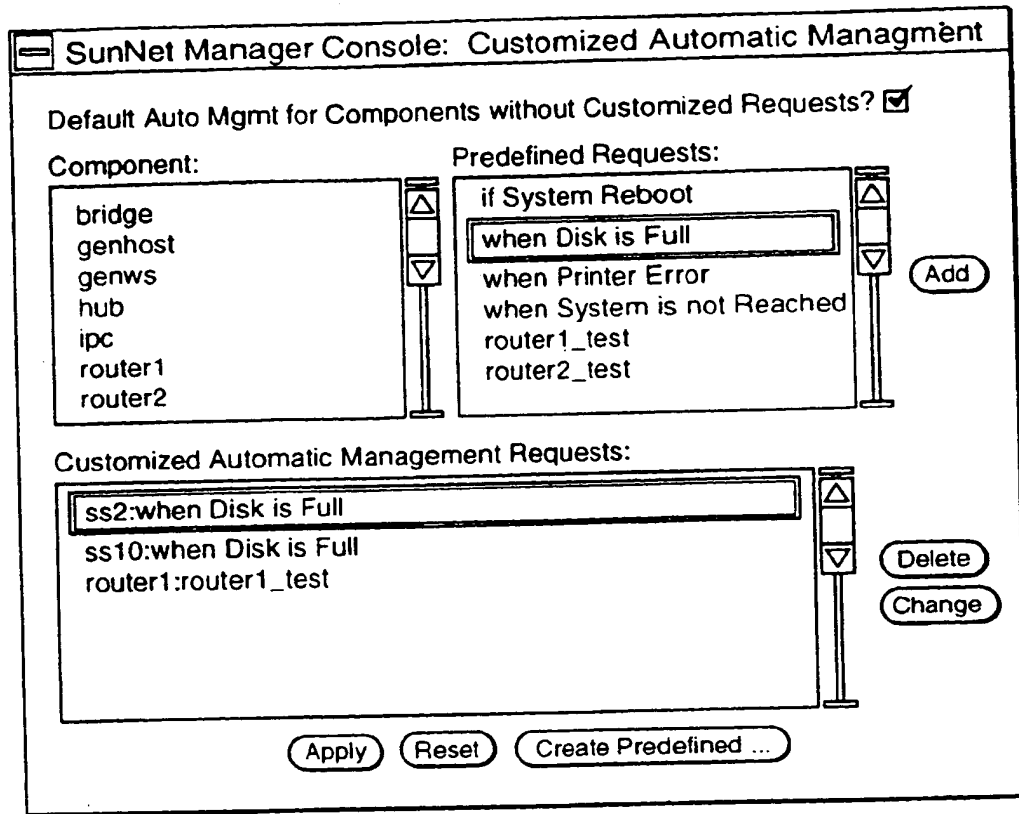 SunNet Manager Console: Customized Automatic Managment
Default Auto Mgmt for Components without Customized Requests?
Component:
bridge
genhost
genws
hub
ipc
router1
router2
Predefined Requests:
if System Reboot
when Disk is Full
when Printer Error
when System is not Reached
router1_test
router2_test
Add
Customized Automatic Management Requests:
ss2:when Disk is Full
ss10:when Disk is Full
router1:router1_test
Delete
Change
Apply
Reset
Create Predefined ...